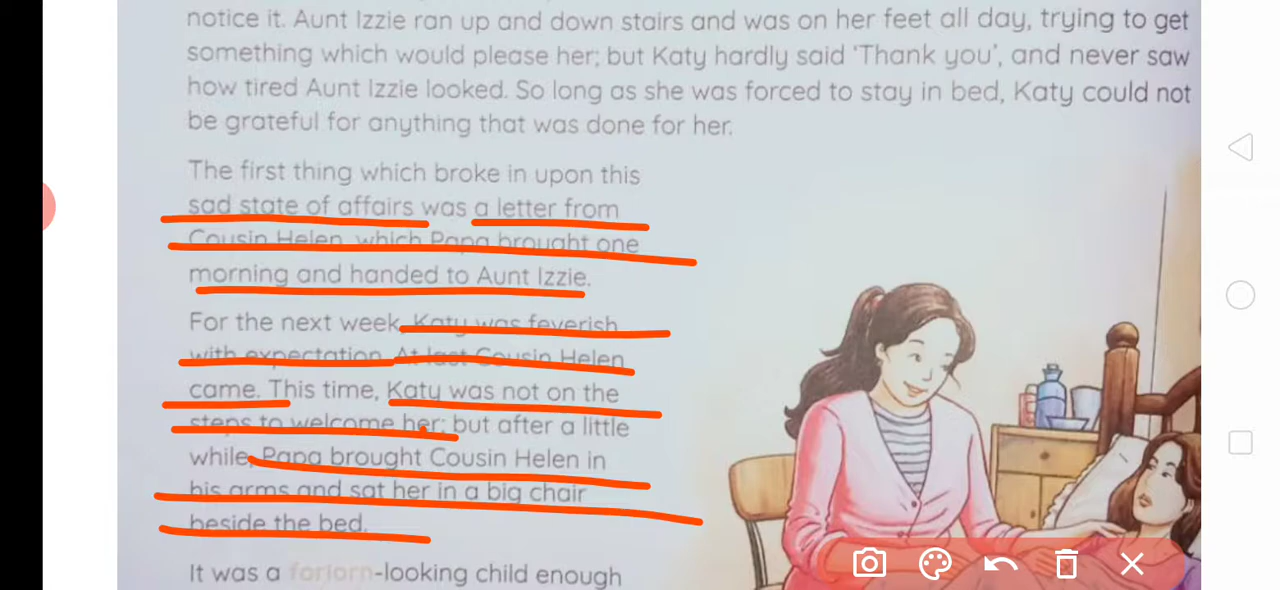 notice it. Aunt Izzie ran up and down stairs and was on her feet all day, trying to get
something which would please her; but Katy hardly said ‘Thank you’, and never saw
how tired Aunt Izzie looked. So long as she was forced to stay in bed, Katy could not
be grateful for anything that was done for her.
The first thing which broke in upon this
sad state of affairs was a letter from
Cousin Helen, which Papa brought one
morning and handed to Aunt Izzie.
For the next week, Katy was feverish
with expectation. At last Cousin Helen
came. This time, Katy was not on the
steps to welcome her; but after a little
while, Papa brought Cousin Helen in
his arms and sat her in a big chair
beside the bed.
It was a forlorn-looking child enough